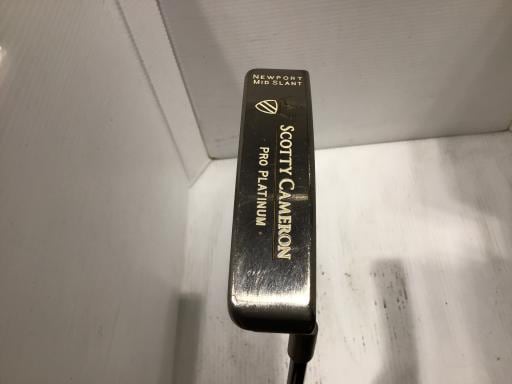 NEWPORT
MID SLANT
SCOTTY CAMERON
PRO PLATINUM